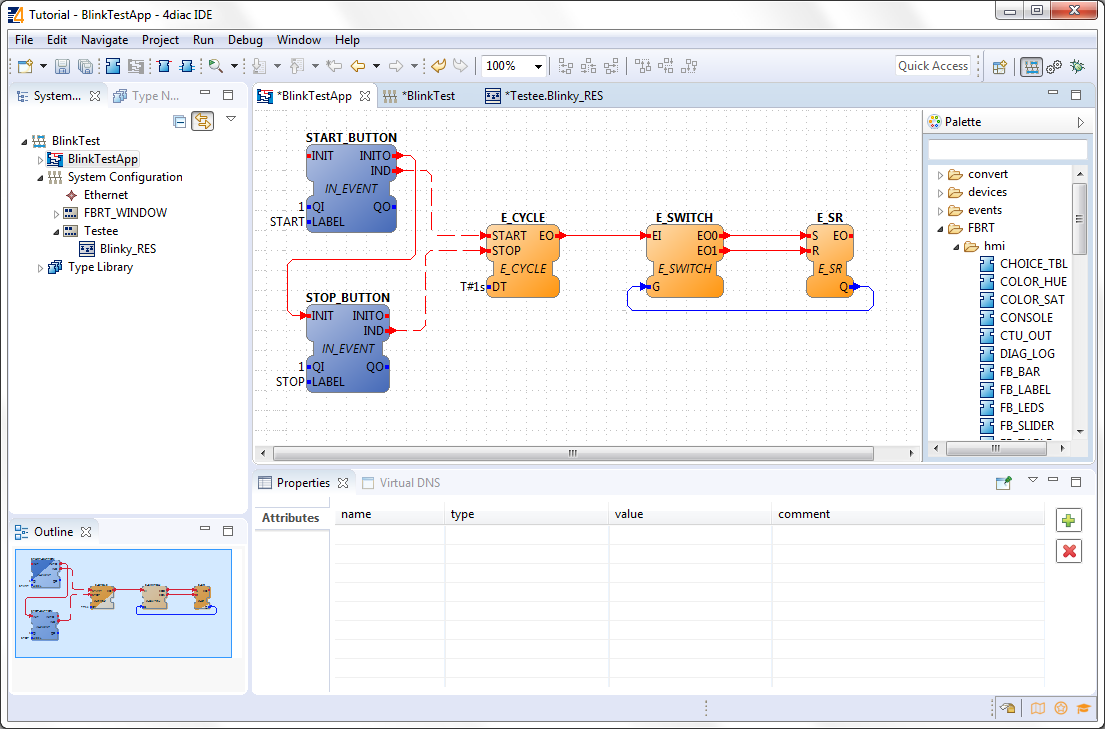 Tutorial - BlinkTestApp - 4diac IDE
File Edit Navigate Project Run Debug Window Help
100%
Quick Access
System...
Type N...
BlinkTest
BlinkTestApp
System Configuration
Ethernet
FBRT_WINDOW
Testee
Blinky_RES
Type Library
*BlinkTestApp
*BlinkTest
*Testee.Blinky_RES
START_BUTTON
INIT INITO
IND
IN_EVENT
1 QI QO
START LABEL
STOP_BUTTON
INIT INITO
IND
IN_EVENT
1 QI QO
STOP LABEL
E_CYCLE
START EO
STOP
E_CYCLE
T#1s DT
E_SWITCH
EI EO0
EO1
E_SWITCH
G
E_SR
S EO
R
E_SR
Q
Palette
convert
devices
events
FBRT
hmi
CHOICE_TBL
COLOR_HUE
COLOR_SAT
CONSOLE
CTU_OUT
DIAG_LOG
FB_BAR
FB_LABEL
FB_LEDS
FB_SLIDER
Outline
Properties
Virtual DNS
Attributes
name type value comment